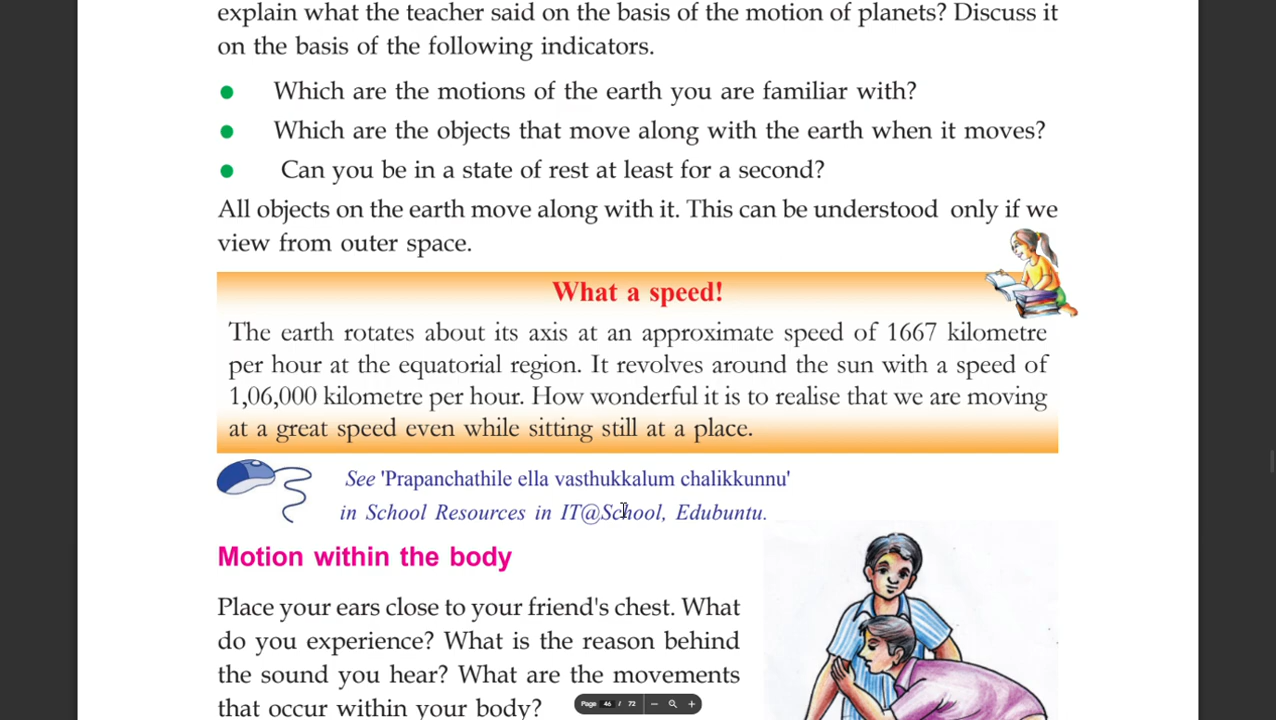 explain what the teacher said on the basis of the motion of planets? Discuss it
on the basis of the following indicators.
Which are the motions of the earth you are familiar with?
Which are the objects that move along with the earth when it moves?
Can you be in a state of rest at least for a second?
All objects on the earth move along with it. This can be understood only if we
view from outer space.
What a speed!
The earth rotates about its axis at an approximate speed of 1667 kilometre
per hour at the equatorial region. It revolves around the sun with a speed of
1,06,000 kilometre per hour. How wonderful it is to realise that we are moving
at a great speed even while sitting still at a place.
See 'Prapanchathile ella vasthukkalum chalikkunnu'
in School Resources in IT@School, Edubuntu.
Motion within the body
Place your ears close to your friend's chest. What
do you experience? What is the reason behind
the sound you hear? What are the movements
that occur within your body?
Page 46 / 72